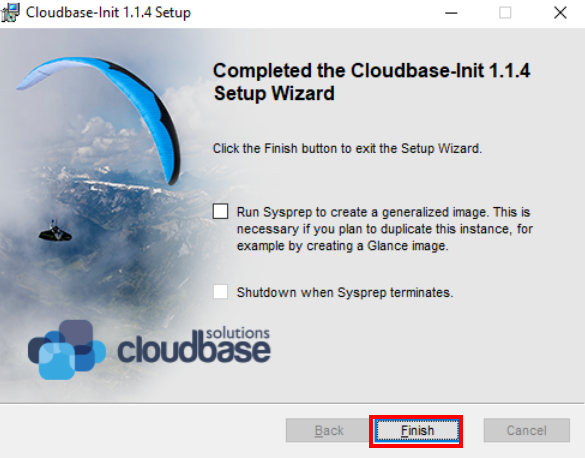 Cloudbase-Init 1.1.4 Setup
Completed the Cloudbase-Init 1.1.4
Setup Wizard
Click the Finish button to exit the Setup Wizard.
Run Sysprep to create a generalized image. This is
necessary if you plan to duplicate this instance, for
example by creating a Glance image.
Shutdown when Sysprep terminates.
solutions
cloudbase
Back
Finish
Cancel